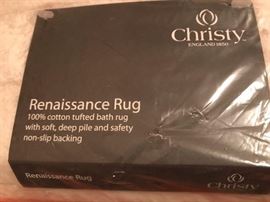 Christy
ENGLAND 1850
Renaissance Rug
100% cotton tufted bath rug
with soft, deep pile and safety
non-slip backing
Renaissance Rug
Christy